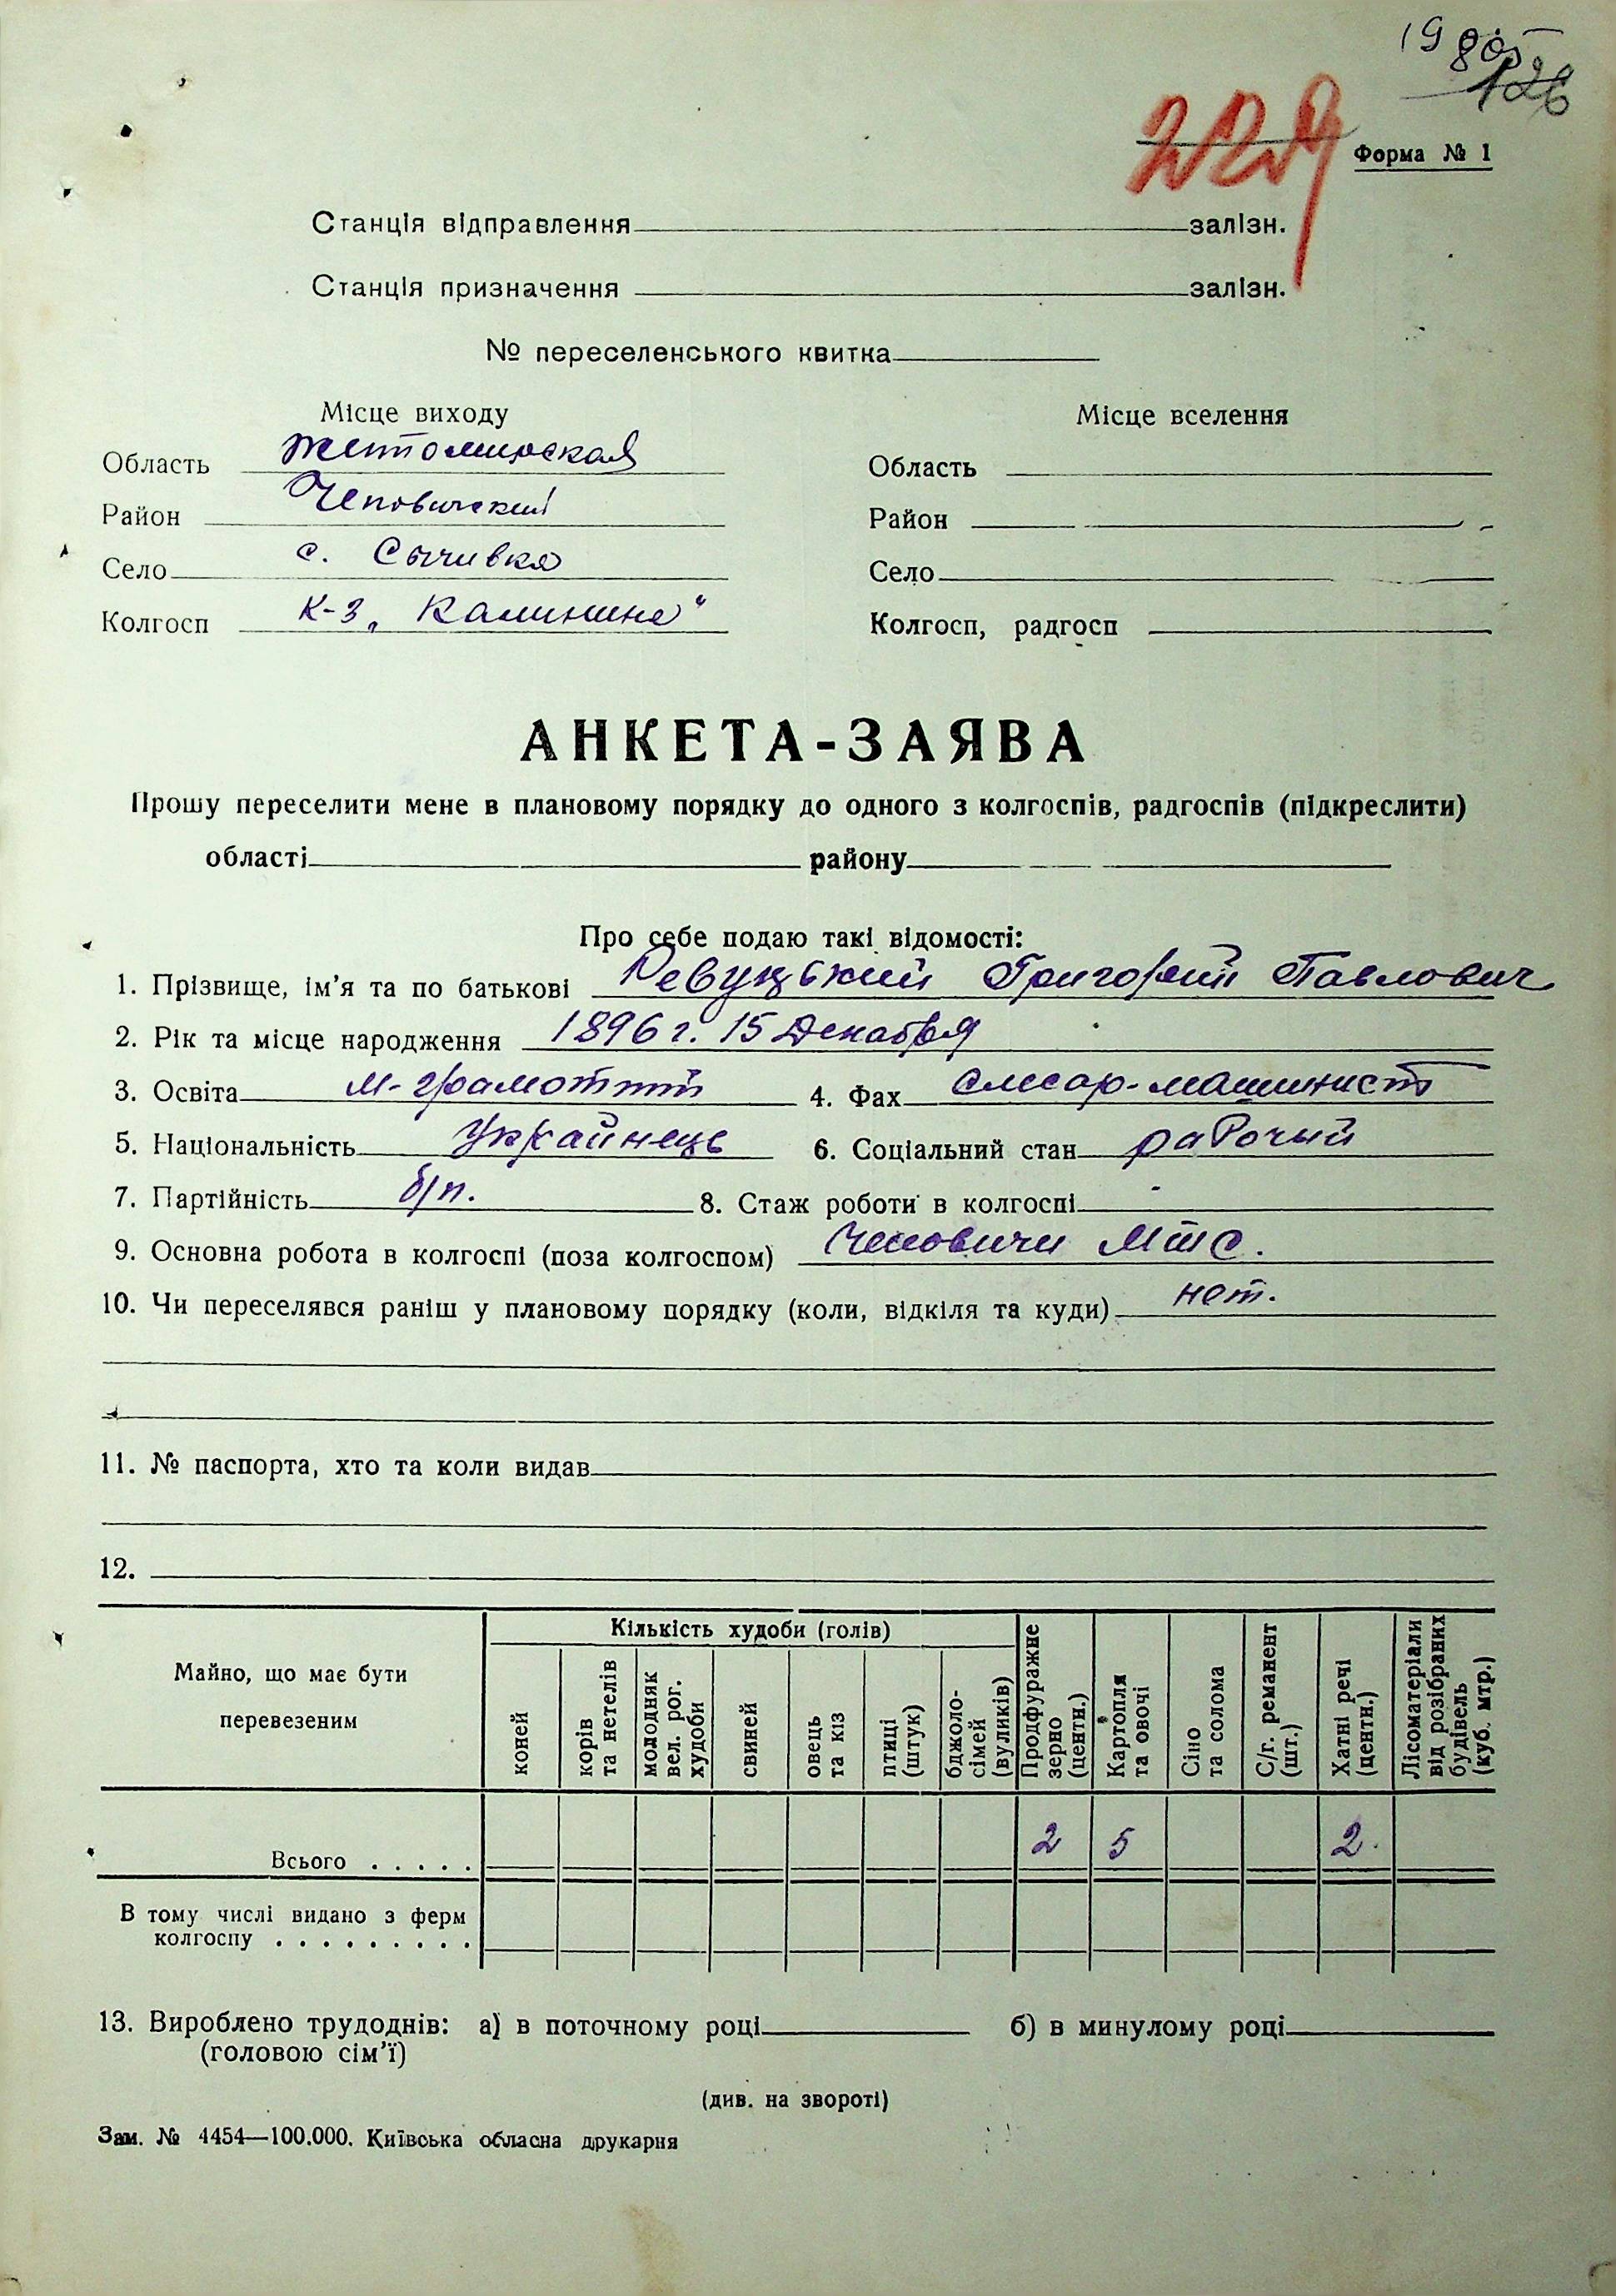 126
229
Форма № 1
Станція відправлення залізн.
Станція призначення залізн.
№ переселенського квитка
Місце виходу Місце вселення
Область Житомирская Область
Район Чеповичский Район
Село с. Сычивка Село
Колгосп к-з „Калинина" Колгосп, радгосп
АНКЕТА-ЗАЯВА
Прошу переселити мене в плановому порядку до одного з колгоспів, радгоспів (підкреслити)
області району
Про себе подаю такі відомості:
1. Прізвище, ім'я та по батькові Ревуцький Григорий Павлович
2. Рік та місце народження 1896 г. 15 Декабря
3. Освіта м-грамотний 4. Фах слесар-машинист
5. Національність Украйнець 6. Соціальний стан рабочий
7. Партійність б/п. 8. Стаж роботи в колгоспі -
9. Основна робота в колгоспі (поза колгоспом) Чеповичи МТС.
10. Чи переселявся раніш у плановому порядку (коли, відкіля та куди) нет.
11. № паспорта, хто та коли видав
12.
Майно, що має бути перевезеним
Кількість худоби (голів)
коней
корів та нетелів
молодняк вел. рог. худоби
свиней
овець та кіз
птиці (штук)
бджоло-сімей (вуликів)
Продфуражне зерно (центн.)
Картопля та овочі
Сіно та солома
С/г. реманент (шт.)
Хатні речі (центн.)
Лісоматеріали від розібраних будівель (куб. мтр.)
Всього . . . . . 2 5 2.
В тому числі видано з ферм
колгоспу . . . . . . . . .
13. Вироблено трудоднів: а) в поточному році б) в минулому році
(головою сім'ї)
(див. на звороті)
Зам. № 4454—100.000. Київська обласна друкарня